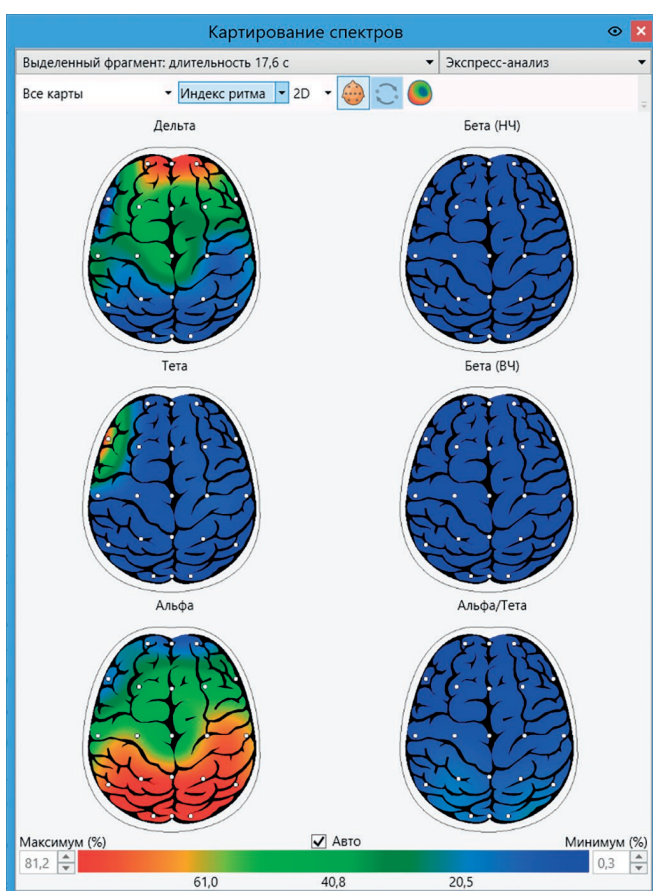 Картирование спектров
Выделенный фрагмент: длительность 17,6 с Экспресс-анализ
Все карты Индекс ритма 2D
Дельта Бета (НЧ)
Тета Бета (ВЧ)
Альфа Альфа/Тета
Максимум (%) Авто Минимум (%)
81,2 0,3
61,0 40,8 20,5